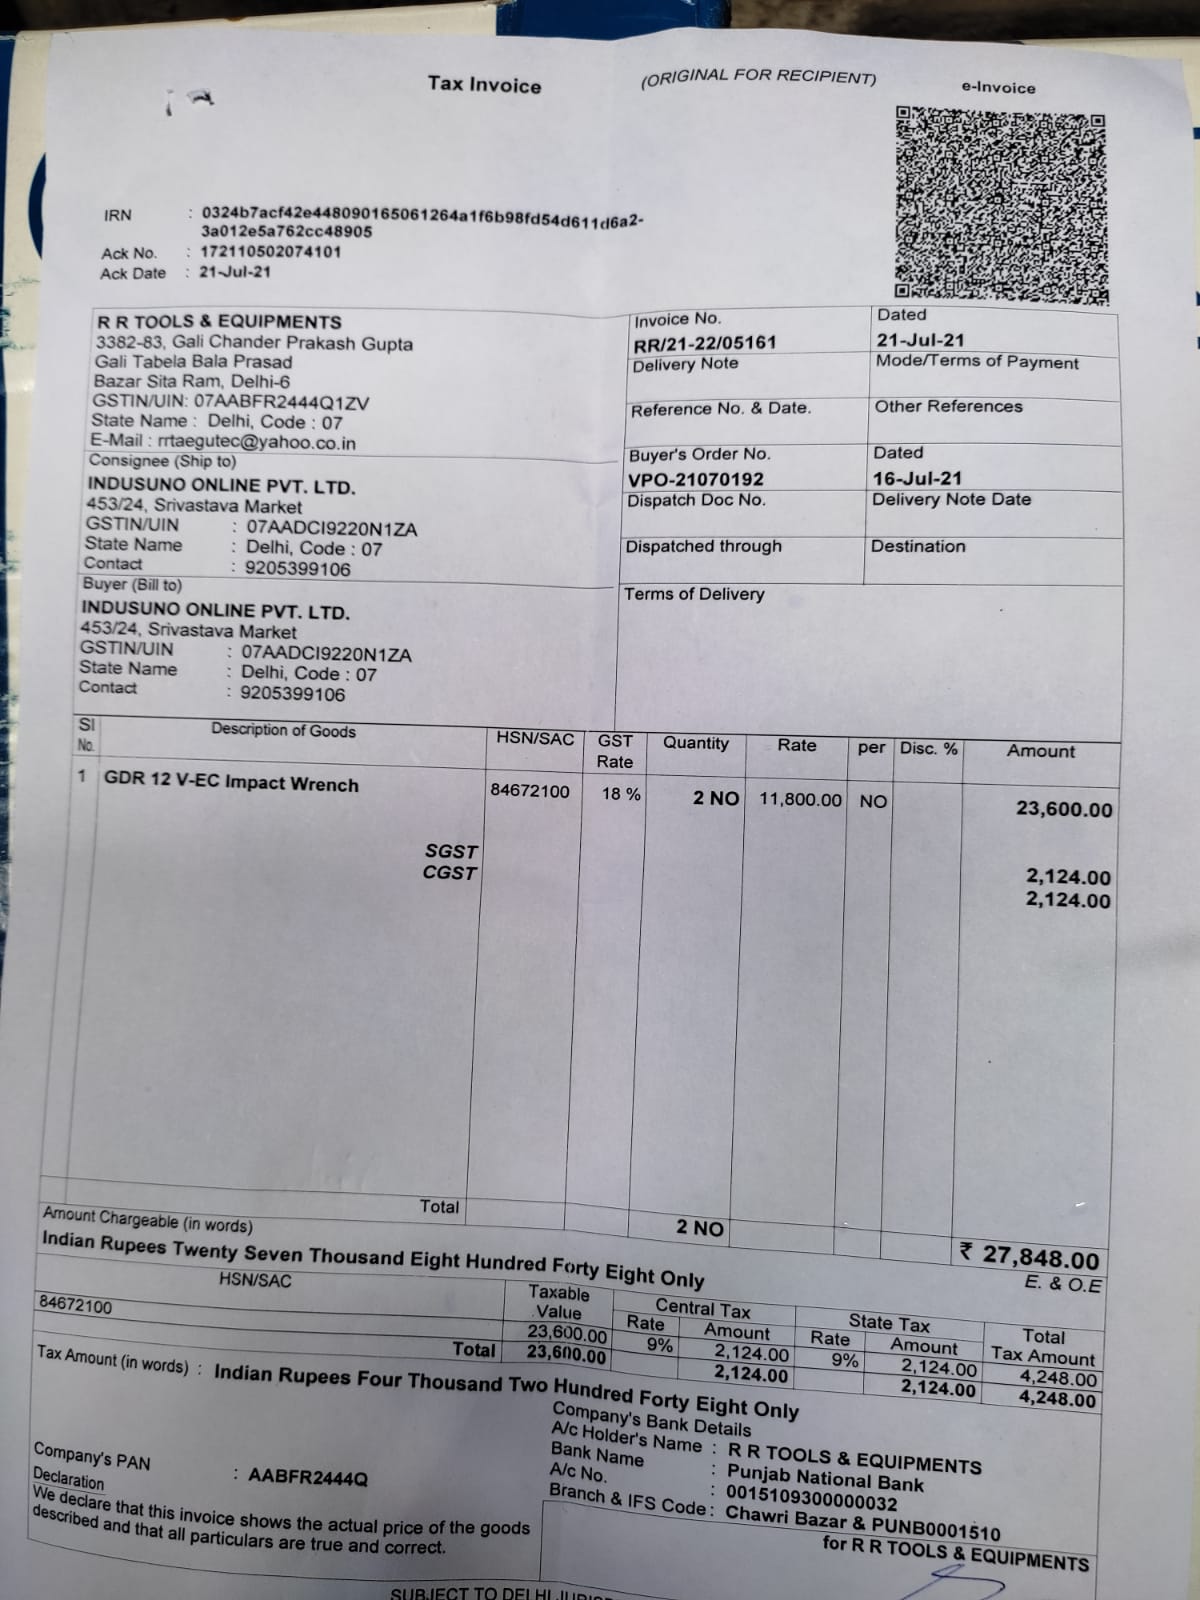 Tax Invoice
(ORIGINAL FOR RECIPIENT)
e-Invoice
IRN : 0324b7acf42e448090165061264a1f6b98fd54d611d6a2-
3a012e5a762cc48905
Ack No. : 172110502074101
Ack Date : 21-Jul-21
R R TOOLS & EQUIPMENTS
3382-83, Gali Chander Prakash Gupta
Gali Tabela Bala Prasad
Bazar Sita Ram, Delhi-6
GSTIN/UIN: 07AABFR2444Q1ZV
State Name : Delhi, Code : 07
E-Mail : rrtaegutec@yahoo.co.in
Consignee (Ship to)
INDUSUNO ONLINE PVT. LTD.
453/24, Srivastava Market
GSTIN/UIN : 07AADCI9220N1ZA
State Name : Delhi, Code : 07
Contact : 9205399106
Buyer (Bill to)
INDUSUNO ONLINE PVT. LTD.
453/24, Srivastava Market
GSTIN/UIN : 07AADCI9220N1ZA
State Name : Delhi, Code : 07
Contact : 9205399106
Invoice No. Dated
RR/21-22/05161 21-Jul-21
Delivery Note Mode/Terms of Payment
Reference No. & Date. Other References
Buyer's Order No. Dated
VPO-21070192 16-Jul-21
Dispatch Doc No. Delivery Note Date
Dispatched through Destination
Terms of Delivery
Sl No. Description of Goods HSN/SAC GST Rate Quantity Rate per Disc. % Amount
1 GDR 12 V-EC Impact Wrench 84672100 18 % 2 NO 11,800.00 NO 23,600.00
SGST 2,124.00
CGST 2,124.00
Total 2 NO ₹ 27,848.00
Amount Chargeable (in words) E. & O.E
Indian Rupees Twenty Seven Thousand Eight Hundred Forty Eight Only
HSN/SAC Taxable Value Central Tax State Tax Total Tax Amount
Rate Amount Rate Amount
84672100 23,600.00 9% 2,124.00 9% 2,124.00 4,248.00
Total 23,600.00 2,124.00 2,124.00 4,248.00
Tax Amount (in words) : Indian Rupees Four Thousand Two Hundred Forty Eight Only
Company's Bank Details
A/c Holder's Name : R R TOOLS & EQUIPMENTS
Bank Name : Punjab National Bank
A/c No. : 0015109300000032
Branch & IFS Code : Chawri Bazar & PUNB0001510
Company's PAN : AABFR2444Q
Declaration
We declare that this invoice shows the actual price of the goods
described and that all particulars are true and correct.
for R R TOOLS & EQUIPMENTS
SUBJECT TO DELHI